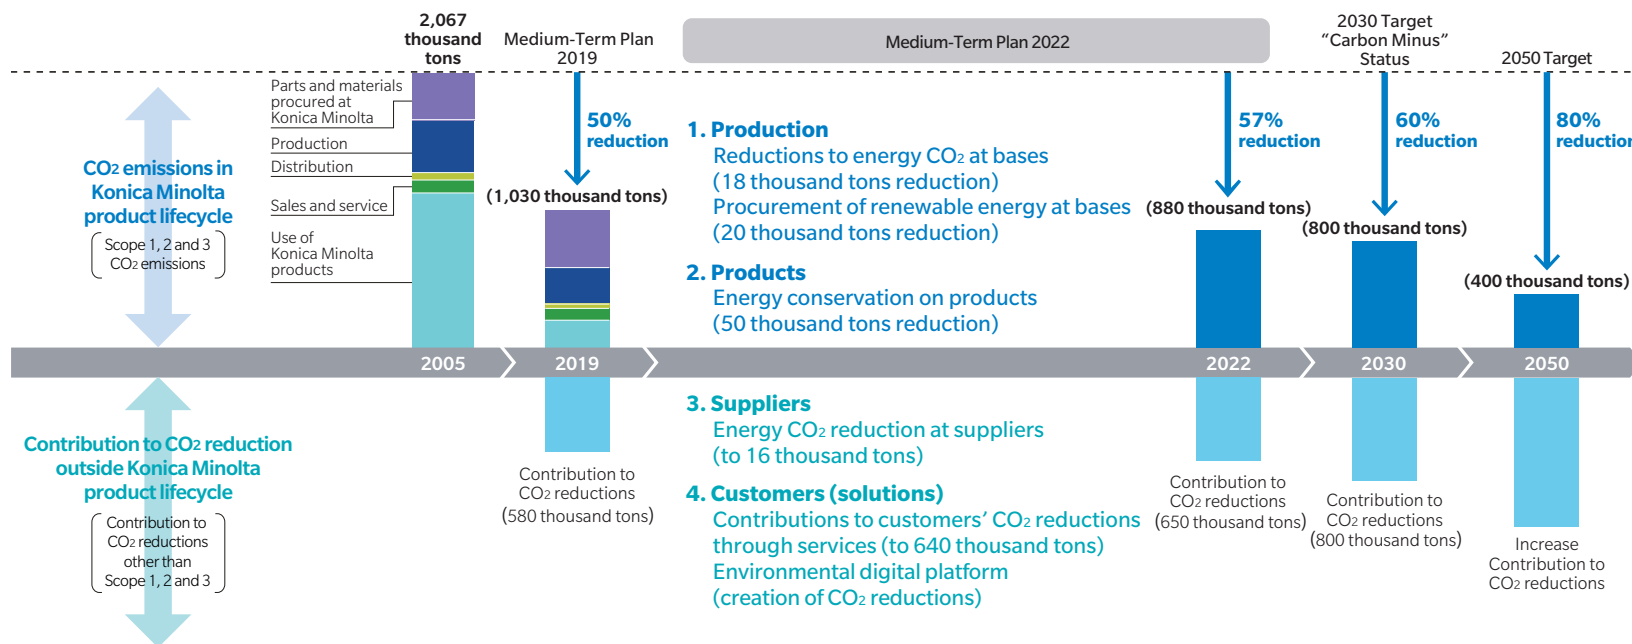 2,067
thousand
tons
Medium-Term Plan
2019
Medium-Term Plan 2022
2030 Target
“Carbon Minus”
Status
2050 Target
CO2 emissions in
Konica Minolta
product lifecycle
Scope 1, 2 and 3
CO2 emissions
Parts and materials
procured at
Konica Minolta
Production
Distribution
Sales and service
Use of
Konica Minolta
products
50%
reduction
(1,030 thousand tons)
1. Production
Reductions to energy CO2 at bases
(18 thousand tons reduction)
Procurement of renewable energy at bases
(20 thousand tons reduction)
2. Products
Energy conservation on products
(50 thousand tons reduction)
57%
reduction
(880 thousand tons)
60%
reduction
(800 thousand tons)
80%
reduction
(400 thousand tons)
2005
2019
2022
2030
2050
Contribution to CO2 reduction
outside Konica Minolta
product lifecycle
Contribution to
CO2 reductions
other than
Scope 1, 2 and 3
Contribution to
CO2 reductions
(580 thousand tons)
3. Suppliers
Energy CO2 reduction at suppliers
(to 16 thousand tons)
4. Customers (solutions)
Contributions to customers’ CO2 reductions
through services (to 640 thousand tons)
Environmental digital platform
(creation of CO2 reductions)
Contribution to
CO2 reductions
(650 thousand tons)
Contribution to
CO2 reductions
(800 thousand tons)
Increase
Contribution to
CO2 reductions